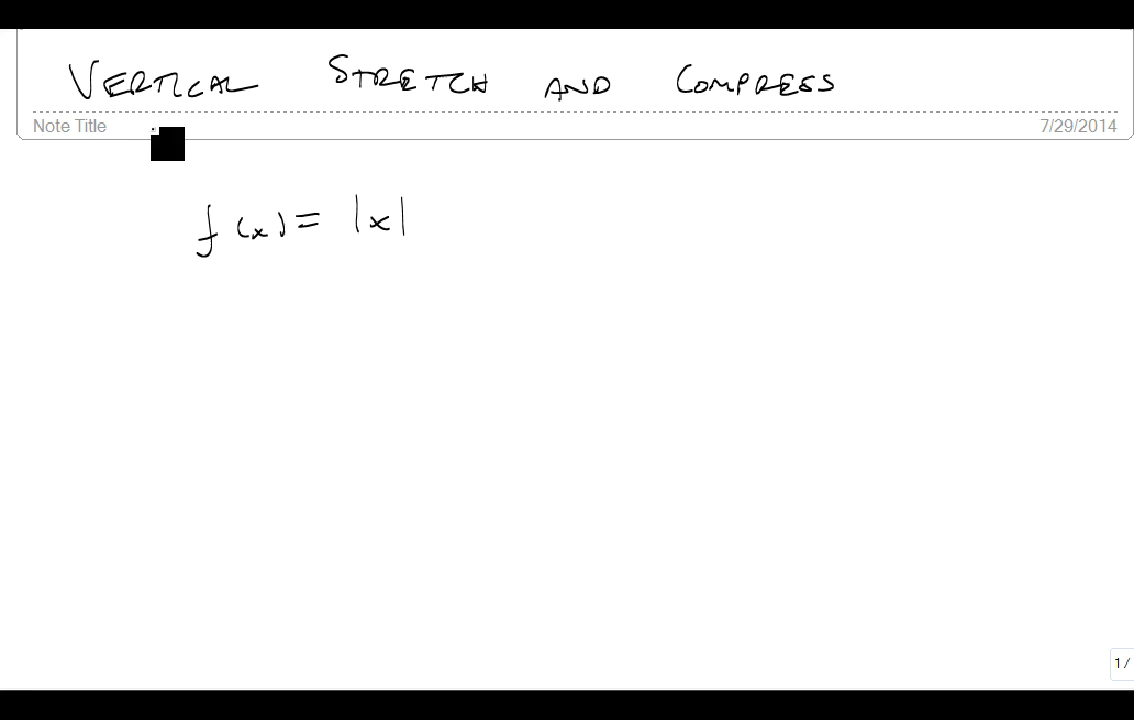 VERTICAL STRETCH AND COMPRESS
Note Title 7/29/2014
f(x) = |x|
1/